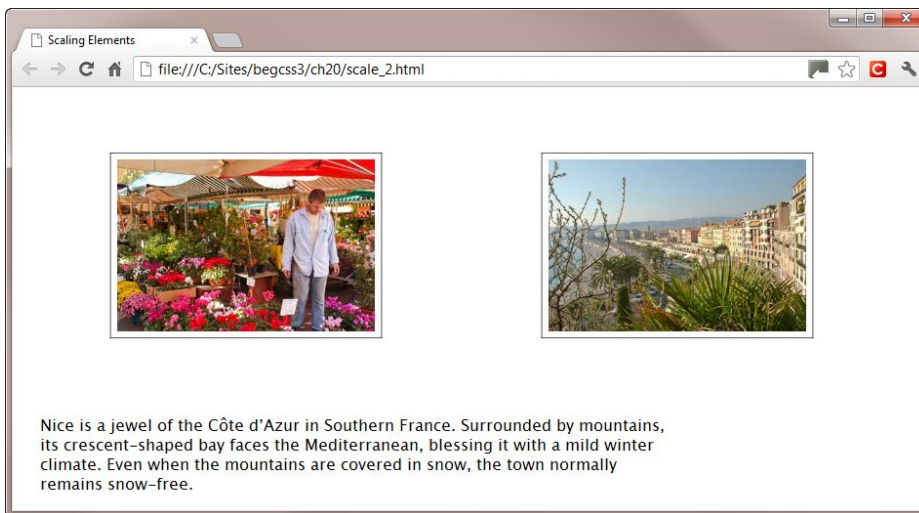 Scaling Elements
file:///C:/Sites/begcss3/ch20/scale_2.html
C
Nice is a jewel of the Côte d'Azur in Southern France. Surrounded by mountains,
its crescent-shaped bay faces the Mediterranean, blessing it with a mild winter
climate. Even when the mountains are covered in snow, the town normally
remains snow-free.